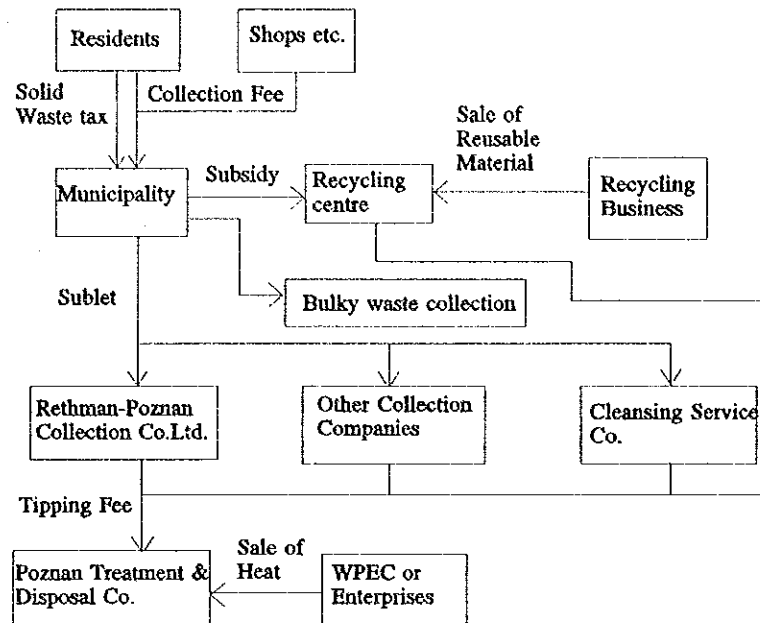 Residents
Shops etc.
Solid
Waste tax
Collection Fee
Sale of
Reusable
Material
Municipality
Subsidy
Recycling
centre
Recycling
Business
Sublet
Bulky waste collection
Rethman-Poznan
Collection Co.Ltd.
Other Collection
Companies
Cleansing Service
Co.
Tipping Fee
Poznan Treatment &
Disposal Co.
Sale of
Heat
WPEC or
Enterprises